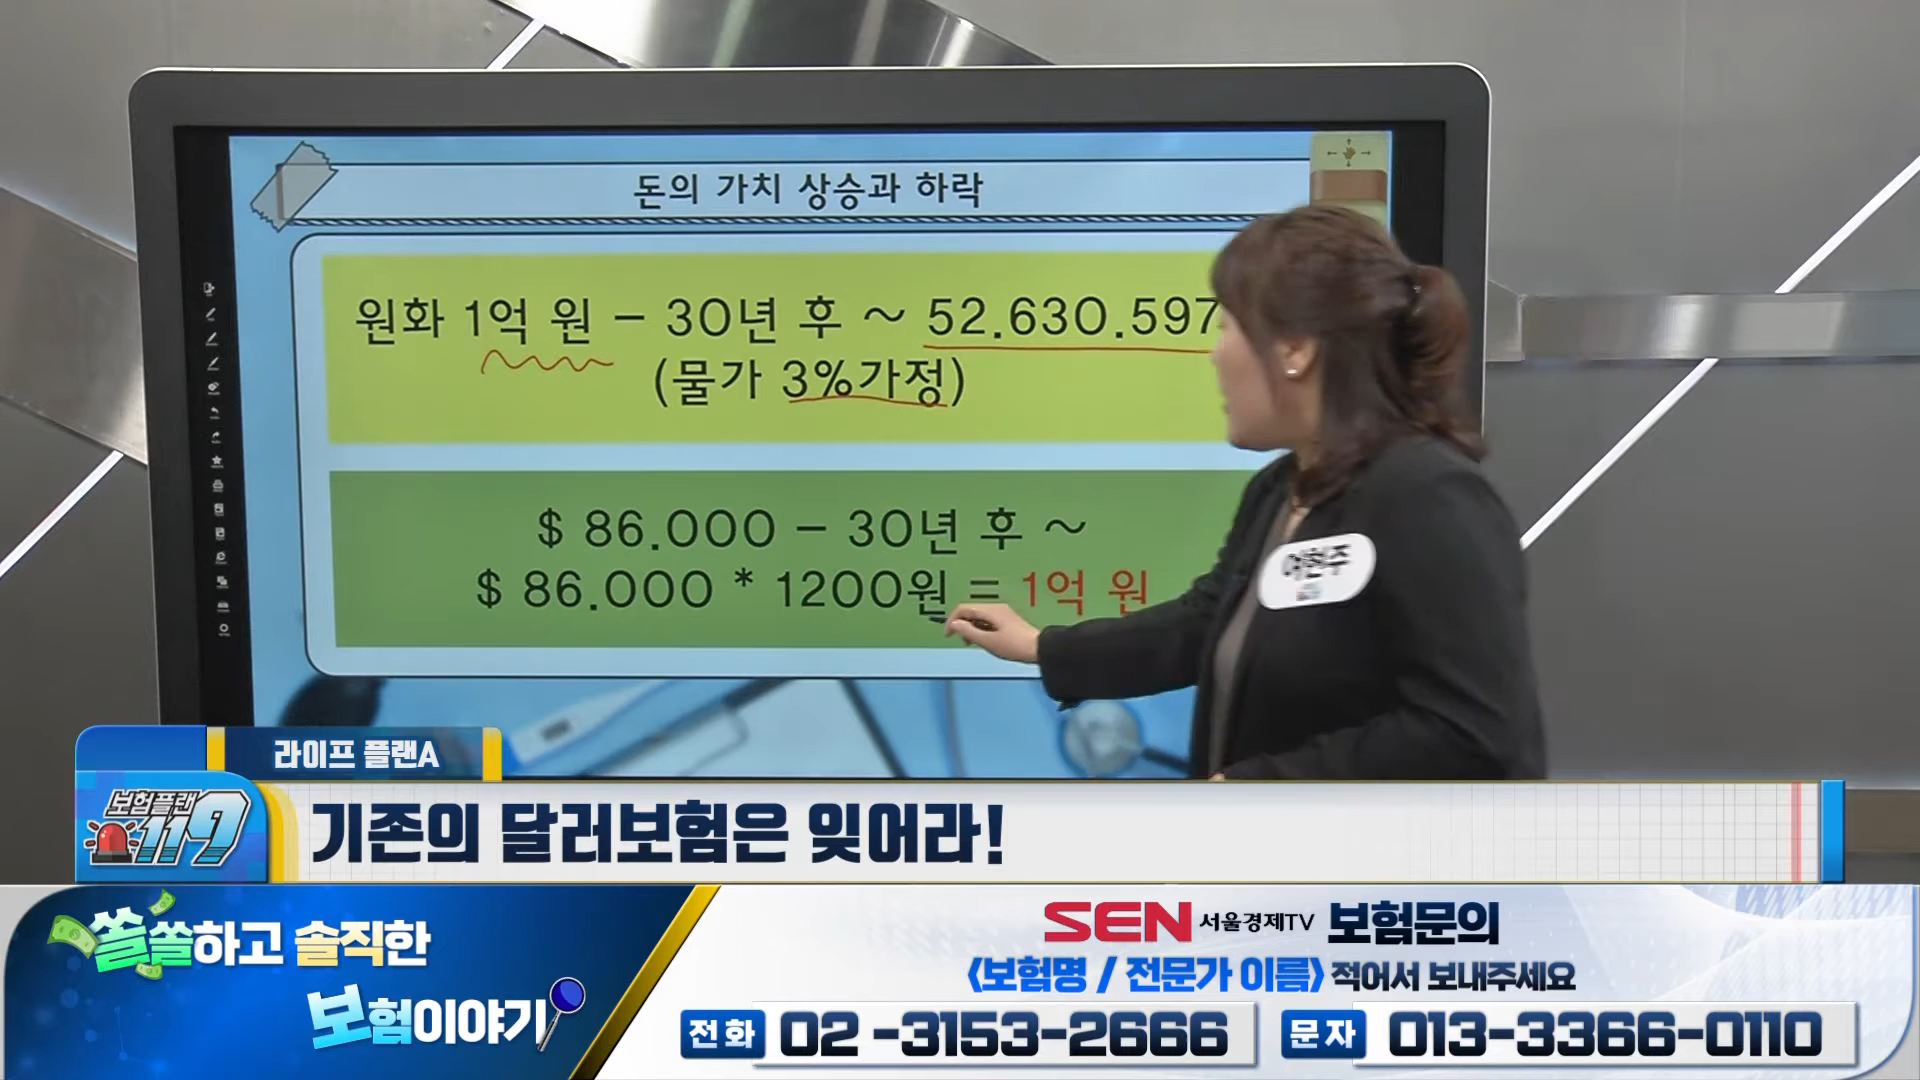 돈의 가치 상승과 하락
원화 1억 원 – 30년 후 ~ 52.630.597
(물가 3%가정)
$ 86.000 – 30년 후 ~
$ 86.000 * 1200원 = 1억 원
여현주
라이프 플랜A
보험플랜
119
기존의 달러보험은 잊어라!
쏠쏠하고 솔직한
보험이야기
SEN 서울경제TV 보험문의
〈보험명 / 전문가 이름〉 적어서 보내주세요
전화 02-3153-2666 문자 013-3366-0110